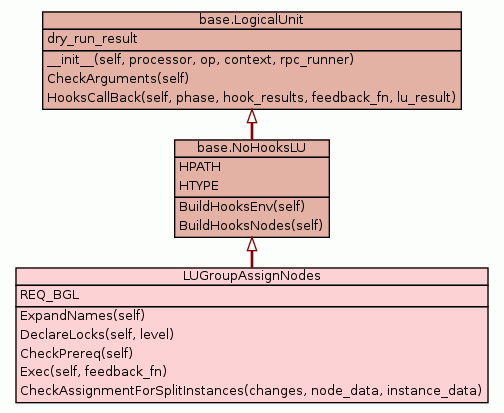 base.LogicalUnit
dry_run_result
__init__(self, processor, op, context, rpc_runner)
CheckArguments(self)
HooksCallBack(self, phase, hook_results, feedback_fn, lu_result)
base.NoHooksLU
HPATH
HTYPE
BuildHooksEnv(self)
BuildHooksNodes(self)
LUGroupAssignNodes
REQ_BGL
ExpandNames(self)
DeclareLocks(self, level)
CheckPrereq(self)
Exec(self, feedback_fn)
CheckAssignmentForSplitInstances(changes, node_data, instance_data)